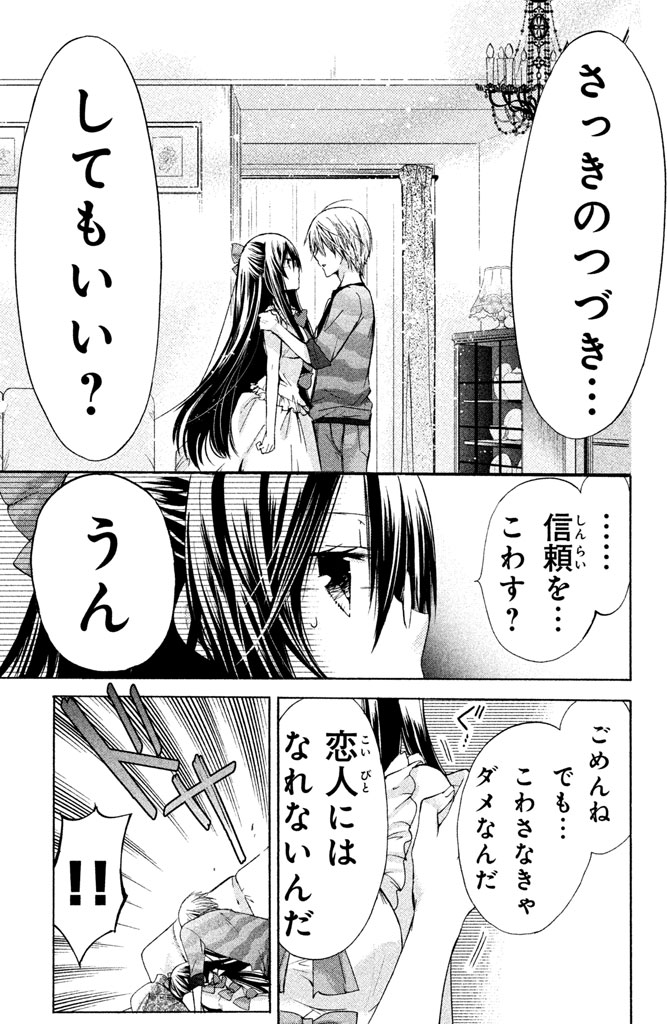 さっきのつづき…
してもいい？
……
信頼を…
こわす？
うん
ごめんね
でも…
こわさなきゃ
ダメなんだ
ぐ
恋人には
なれないんだ
ドサ
!!